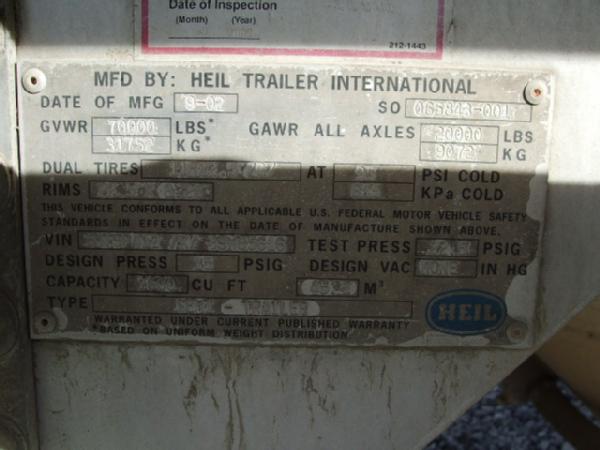 Date of Inspection
(Month) (Year)
212-1443
MFD BY: HEIL TRAILER INTERNATIONAL
DATE OF MFG 9-02 SO 065843-001
GVWR 70000 LBS* GAWR ALL AXLES 20000 LBS
31752 KG* 9072 KG
DUAL TIRES AT PSI COLD
RIMS KPa COLD
THIS VEHICLE CONFORMS TO ALL APPLICABLE U.S. FEDERAL MOTOR VEHICLE SAFETY
STANDARDS IN EFFECT ON THE DATE OF MANUFACTURE SHOWN ABOVE.
VIN TEST PRESS PSIG
DESIGN PRESS PSIG DESIGN VAC NONE IN HG
CAPACITY CU FT M³
TYPE
HEIL
WARRANTED UNDER CURRENT PUBLISHED WARRANTY
*BASED ON UNIFORM WEIGHT DISTRIBUTION